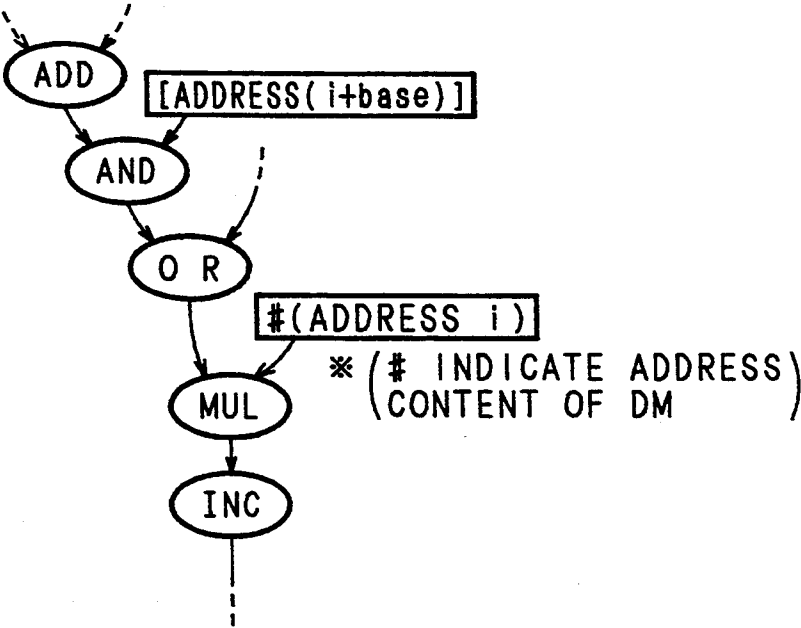 ADD
[ADDRESS(i+base)]
AND
O R
#(ADDRESS i)
※(# INDICATE ADDRESS
CONTENT OF DM)
MUL
INC